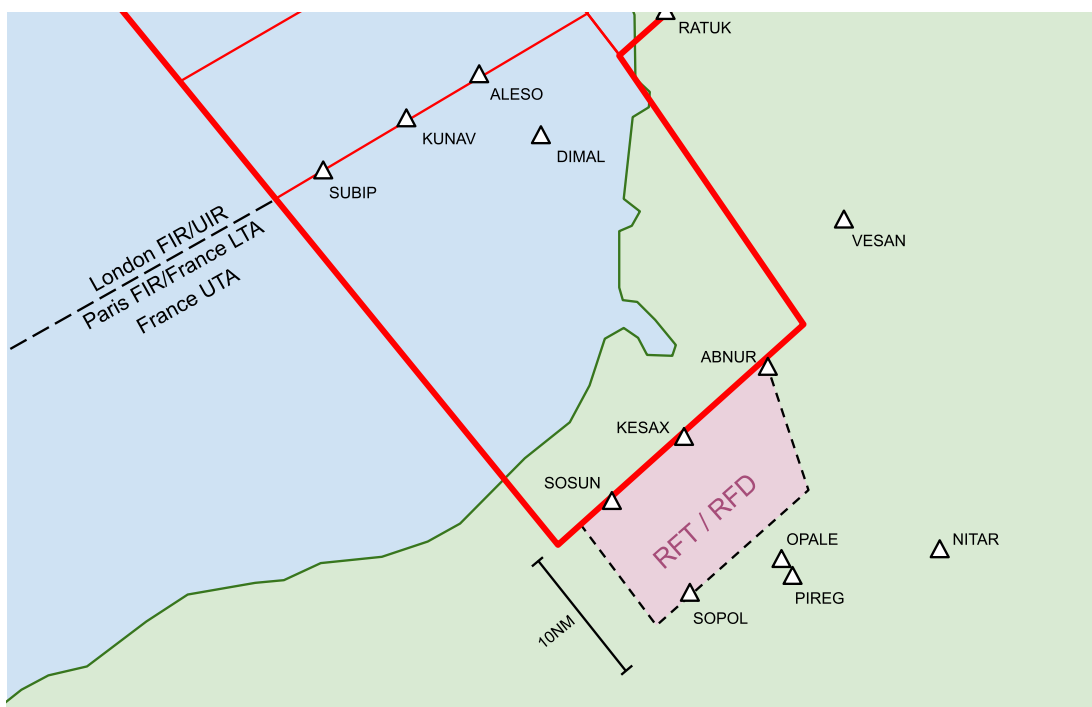 RATUK
ALESO
KUNAV
DIMAL
SUBIP
VESAN
London FIR/UIR
Paris FIR/France LTA
France UTA
ABNUR
KESAX
SOSUN
RFT / RFD
OPALE
NITAR
PIREG
SOPOL
10NM